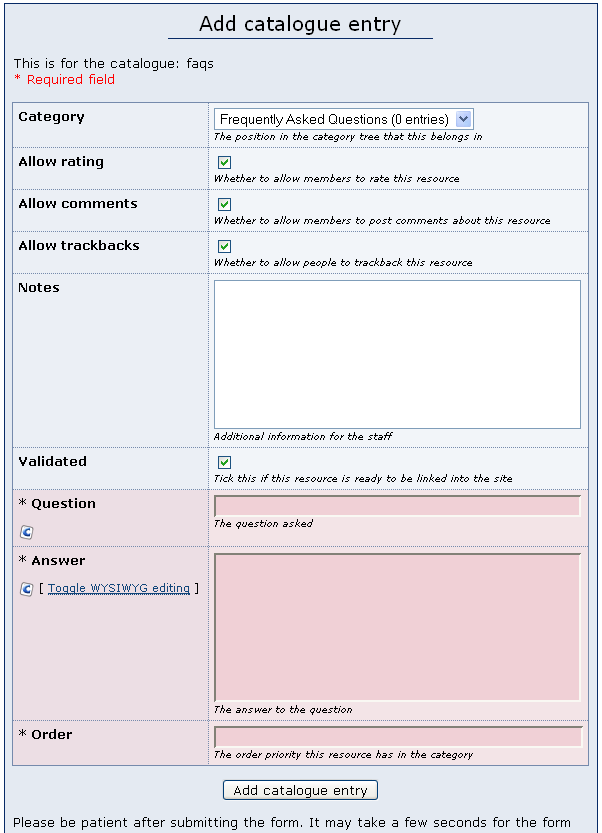 Add catalogue entry
This is for the catalogue: faqs
* Required field
Category
Frequently Asked Questions (0 entries)
The position in the category tree that this belongs in
Allow rating
Whether to allow members to rate this resource
Allow comments
Whether to allow members to post comments about this resource
Allow trackbacks
Whether to allow people to trackback this resource
Notes
Additional information for the staff
Validated
Tick this if this resource is ready to be linked into the site
* Question
The question asked
* Answer
[ Toggle WYSIWYG editing ]
The answer to the question
* Order
The order priority this resource has in the category
Add catalogue entry
Please be patient after submitting the form. It may take a few seconds for the form